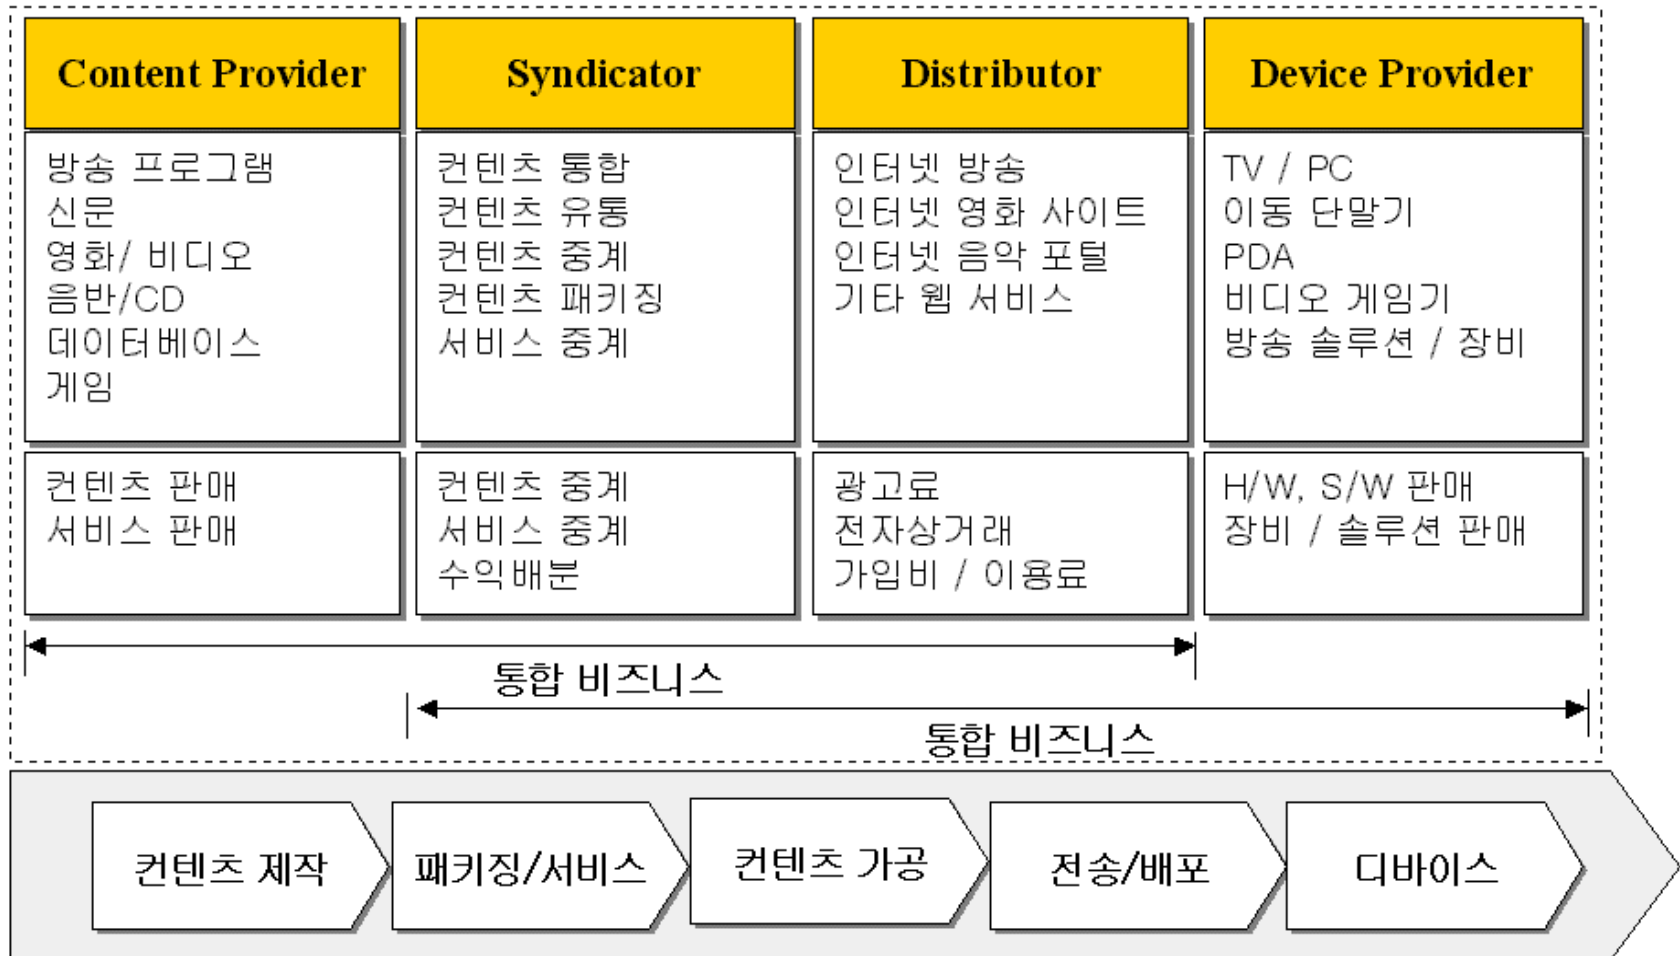 Content Provider
Syndicator
Distributor
Device Provider
방송 프로그램
신문
영화/ 비디오
음반/CD
데이터베이스
게임
컨텐츠 통합
컨텐츠 유통
컨텐츠 중계
컨텐츠 패키징
서비스 중계
인터넷 방송
인터넷 영화 사이트
인터넷 음악 포털
기타 웹 서비스
TV / PC
이동 단말기
PDA
비디오 게임기
방송 솔루션 / 장비
컨텐츠 판매
서비스 판매
컨텐츠 중계
서비스 중계
수익배분
광고료
전자상거래
가입비 / 이용료
H/W, S/W 판매
장비 / 솔루션 판매
통합 비즈니스
통합 비즈니스
컨텐츠 제작
패키징/서비스
컨텐츠 가공
전송/배포
디바이스